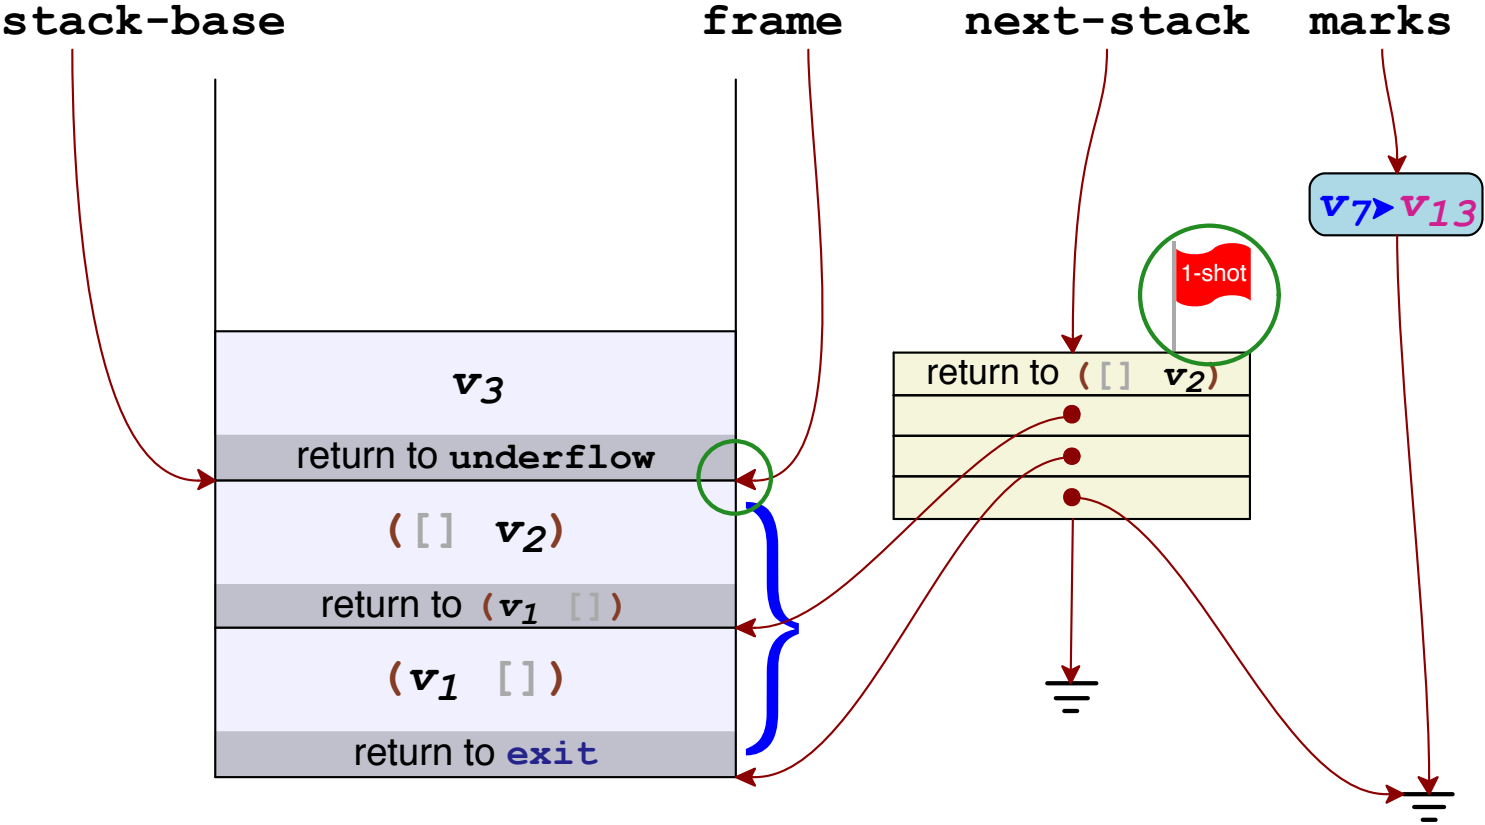 stack-base frame next-stack marks
v7➤v13
1-shot
return to ([] v2)
v3
return to underflow
([] v2)
return to (v1 [])
(v1 [])
return to exit